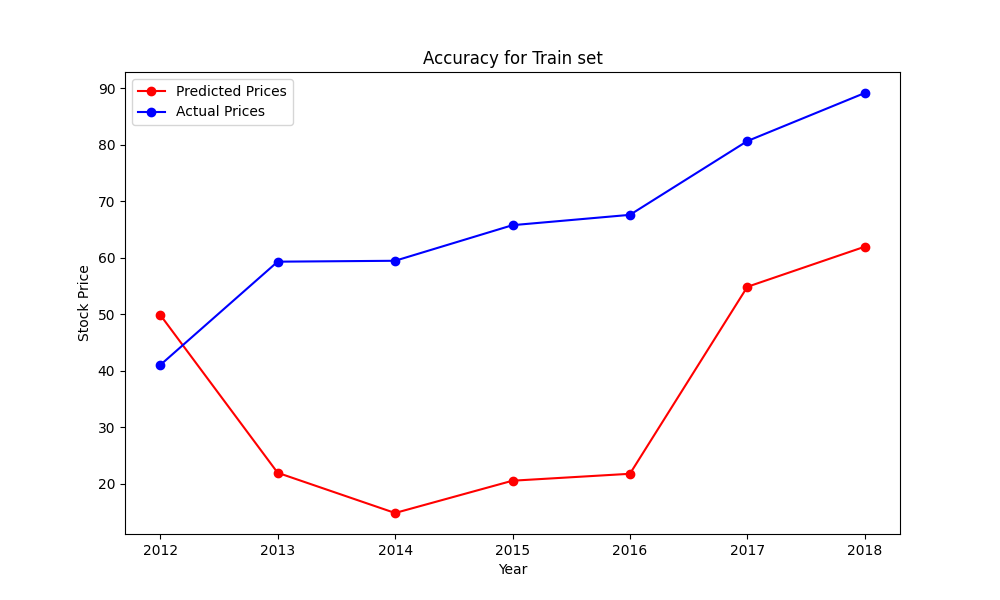 Accuracy for Train set
Predicted Prices
Actual Prices
90
80
70
60
50
40
30
20
Stock Price
2012 2013 2014 2015 2016 2017 2018
Year